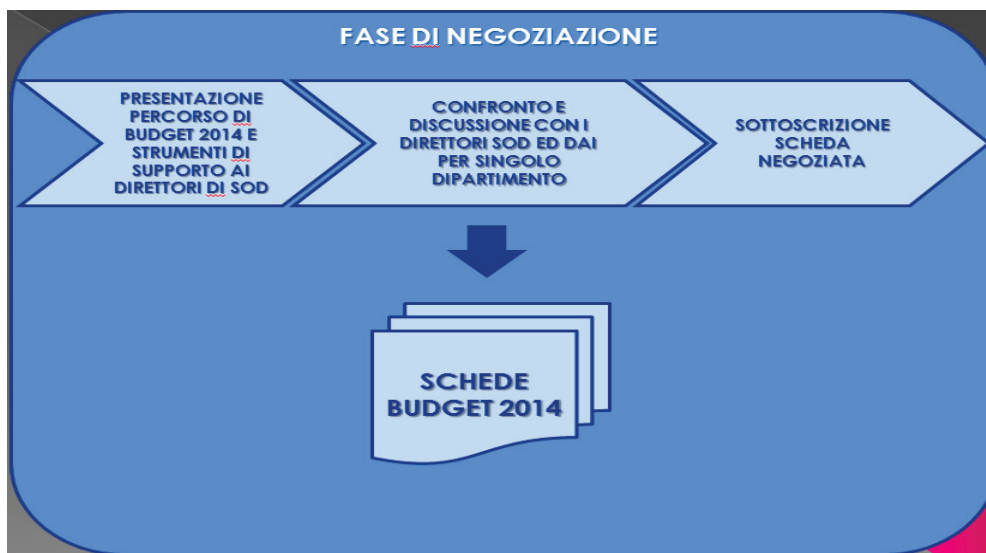 FASE DI NEGOZIAZIONE
PRESENTAZIONE
PERCORSO DI
BUDGET 2014 E
STRUMENTI DI
SUPPORTO AI
DIRETTORI DI SOD
CONFRONTO E
DISCUSSIONE CON I
DIRETTORI SOD ED DAI
PER SINGOLO
DIPARTIMENTO
SOTTOSCRIZIONE
SCHEDA
NEGOZIATA
SCHEDE
BUDGET 2014